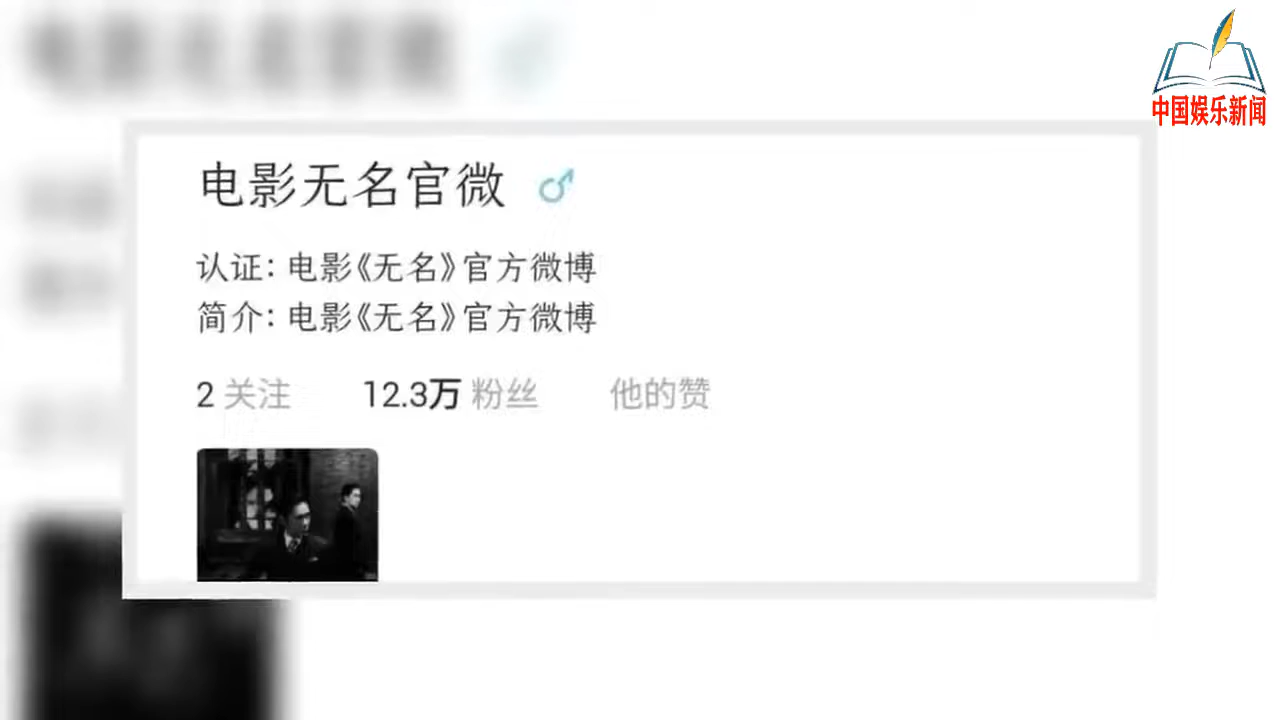 中国娱乐新闻
电影无名官微
认证：电影《无名》官方微博
简介：电影《无名》官方微博
2 关注 12.3万 粉丝 他的赞